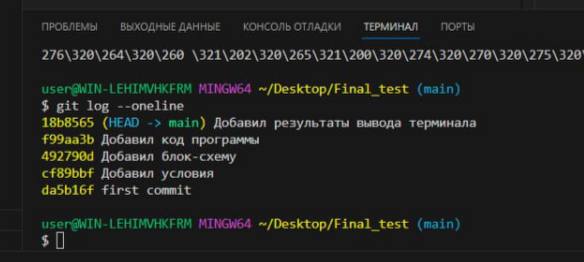 ПРОБЛЕМЫ ВЫХОДНЫЕ ДАННЫЕ КОНСОЛЬ ОТЛАДКИ ТЕРМИНАЛ ПОРТЫ
276\320\264\320\260 \321\202\320\265\321\200\320\274\320\270\320\275\320
user@WIN-LEHIMVHKFRM MINGW64 ~/Desktop/Final_test (main)
$ git log --oneline
18b8565 (HEAD -> main) Добавил результаты вывода терминала
f99aa3b Добавил код программы
492790d Добавил блок-схему
cf89bbf Добавил условия
da5b16f first commit
user@WIN-LEHIMVHKFRM MINGW64 ~/Desktop/Final_test (main)
$